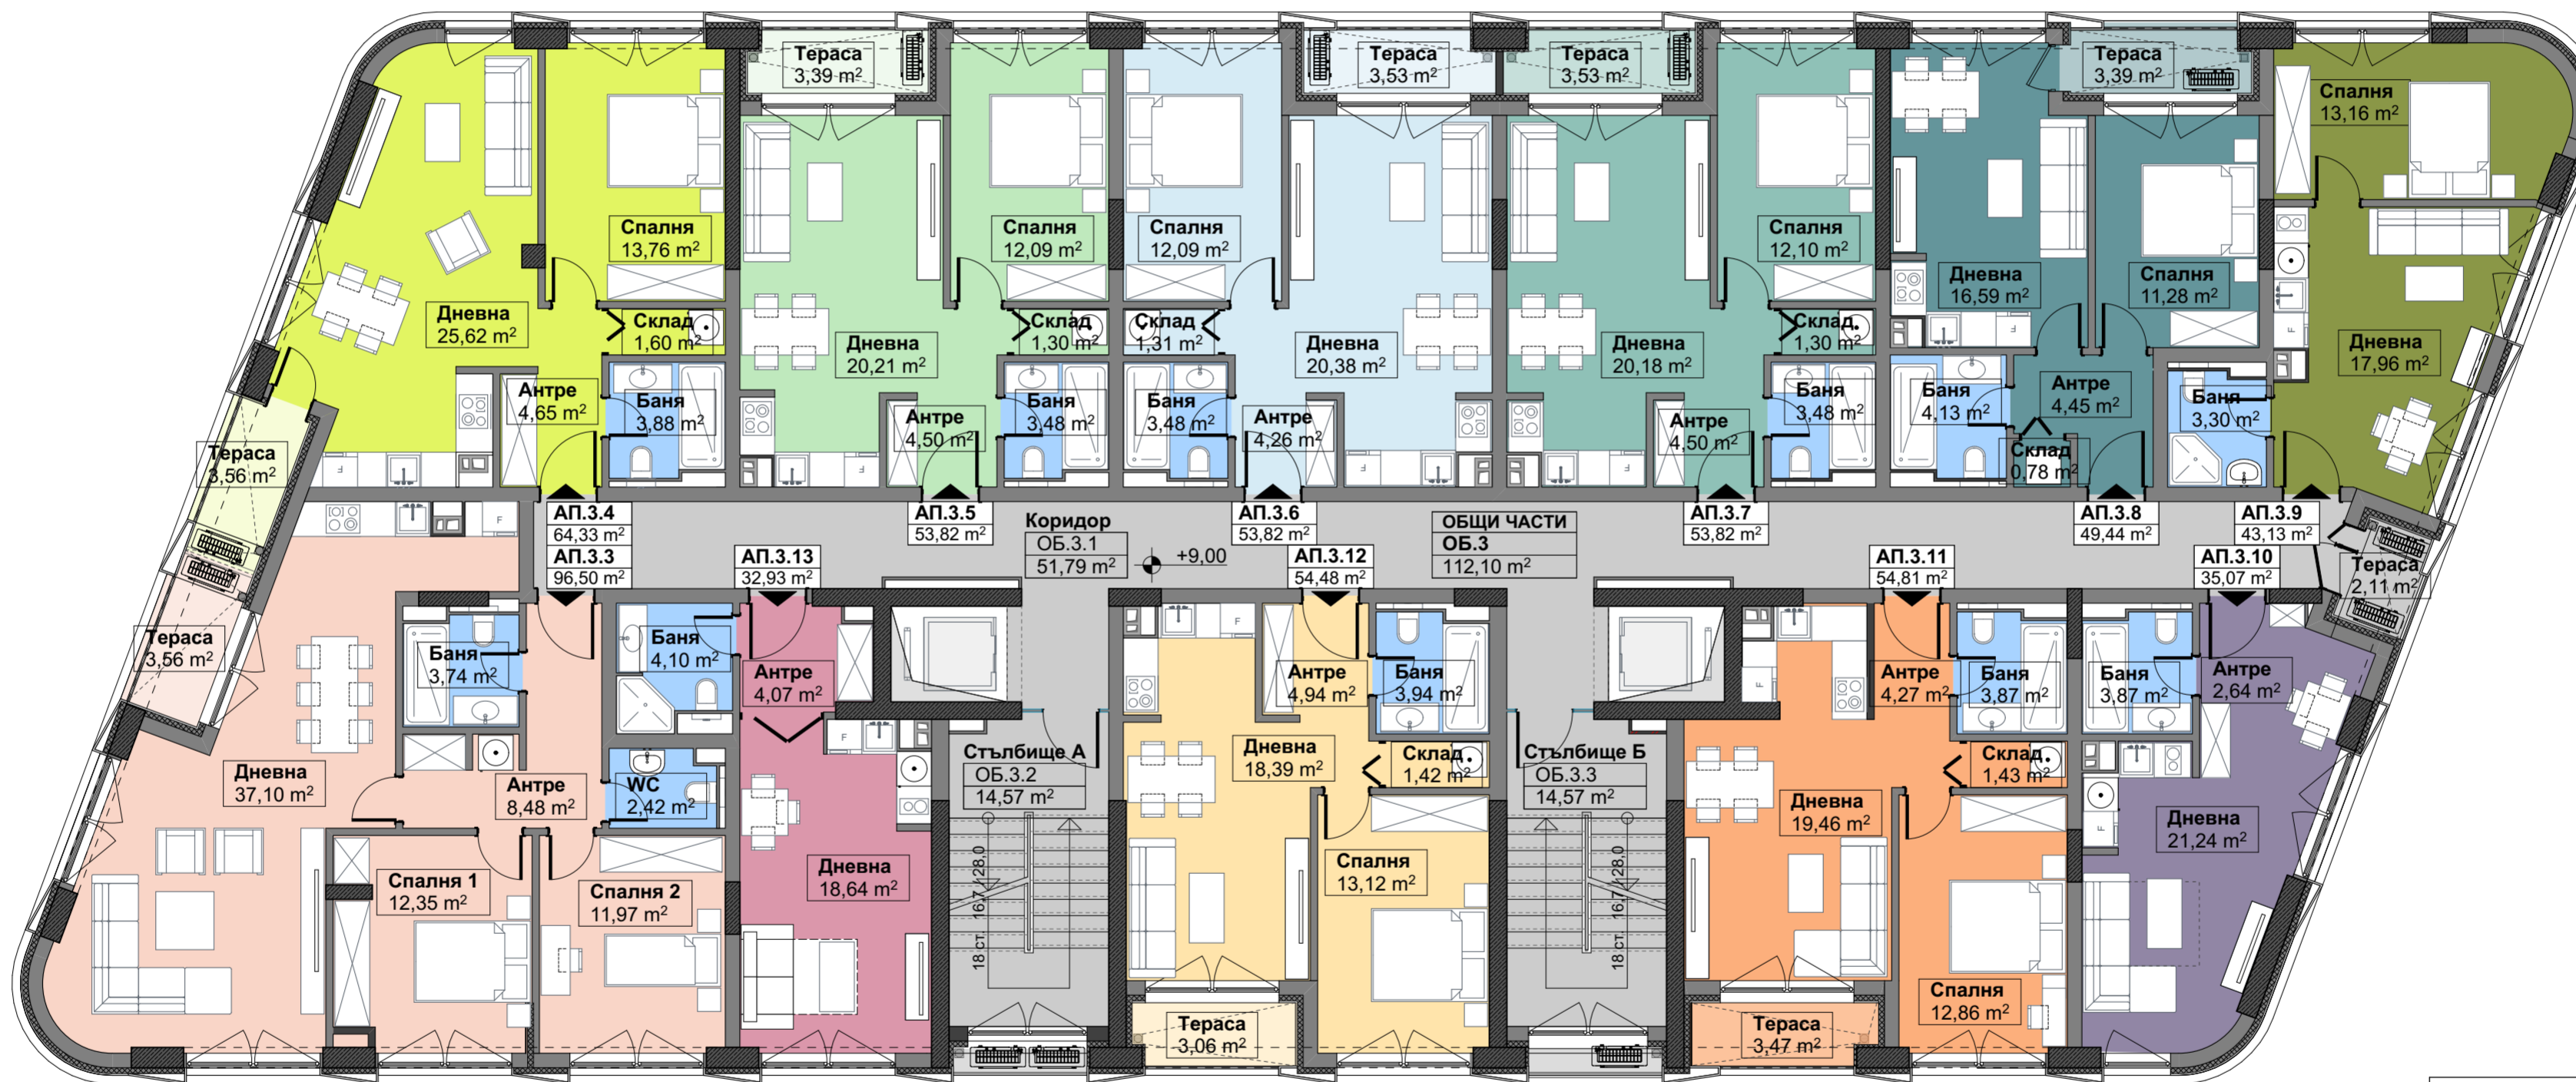 Тераса
3,39 m²
Тераса
3,53 m²
Тераса
3,53 m²
Тераса
3,39 m²
Спалня
13,16 m²
Спалня
13,76 m²
Спалня
12,09 m²
Спалня
12,09 m²
Спалня
12,10 m²
Дневна
16,59 m²
Спалня
11,28 m²
Дневна
25,62 m²
Склад
1,60 m²
Дневна
20,21 m²
Склад
1,30 m²
Склад
1,31 m²
Дневна
20,38 m²
Дневна
20,18 m²
Склад
1,30 m²
Дневна
17,96 m²
Антре
4,65 m²
Баня
3,88 m²
Антре
4,50 m²
Баня
3,48 m²
Баня
3,48 m²
Антре
4,26 m²
Антре
4,50 m²
Баня
3,48 m²
Баня
4,13 m²
Антре
4,45 m²
Баня
3,30 m²
Склад
0,78 m²
Тераса
3,56 m²
АП.3.4
64,33 m²
АП.3.5
53,82 m²
Коридор
ОБ.3.1
51,79 m²
+9,00
АП.3.6
53,82 m²
ОБЩИ ЧАСТИ
ОБ.3
112,10 m²
АП.3.7
53,82 m²
АП.3.8
49,44 m²
АП.3.9
43,13 m²
АП.3.3
96,50 m²
АП.3.13
32,93 m²
АП.3.12
54,48 m²
АП.3.11
54,81 m²
АП.3.10
35,07 m²
Тераса
2,11 m²
Тераса
3,56 m²
Баня
3,74 m²
Баня
4,10 m²
Антре
4,07 m²
Антре
4,94 m²
Баня
3,94 m²
Антре
4,27 m²
Баня
3,87 m²
Баня
3,87 m²
Антре
2,64 m²
Дневна
37,10 m²
Антре
8,48 m²
WC
2,42 m²
Стълбище А
ОБ.3.2
14,57 m²
Дневна
18,39 m²
Склад
1,42 m²
Стълбище Б
ОБ.3.3
14,57 m²
Дневна
19,46 m²
Склад
1,43 m²
Дневна
21,24 m²
Спалня 1
12,35 m²
Спалня 2
11,97 m²
Дневна
18,64 m²
18 ст. 16,7 / 28,0
Спалня
13,12 m²
18 ст. 16,7 / 28,0
Спалня
12,86 m²
Тераса
3,06 m²
Тераса
3,47 m²
F
F
F
F
F
F
F
F
F
F
F
F